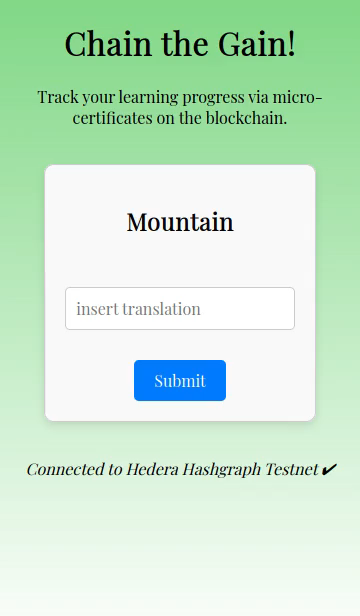 Chain the Gain!
Track your learning progress via micro-
certificates on the blockchain.
Mountain
insert translation
Submit
Connected to Hedera Hashgraph Testnet ✔